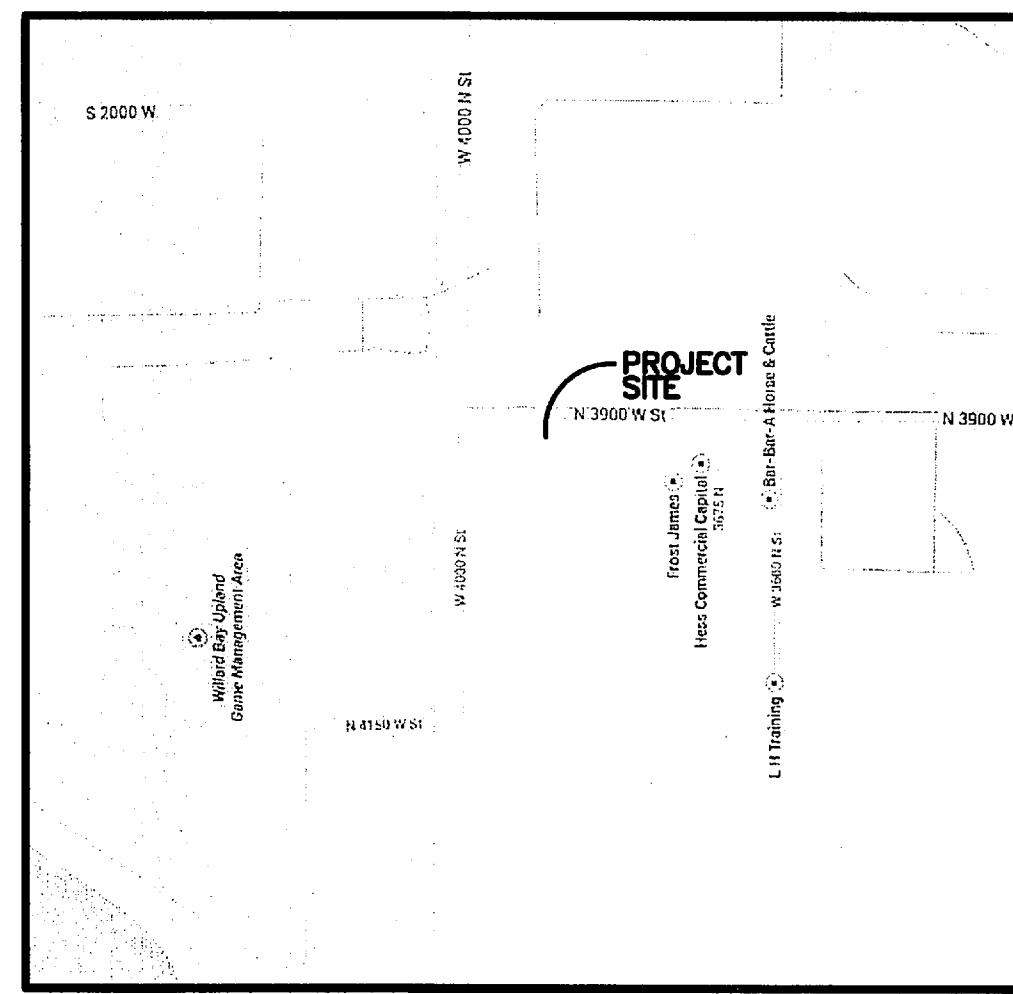 S 2000 W
W 4000 N St
PROJECT
SITE
N 3900 W St
N 3900 W
Bar-Bar-A Horse & Cattle
Frost James
Hess Commercial Capital
3675 N
W 4000 N St
W 3600 N St
Willard Bay Upland
Game Management Area
N 4150 W St
L H Training